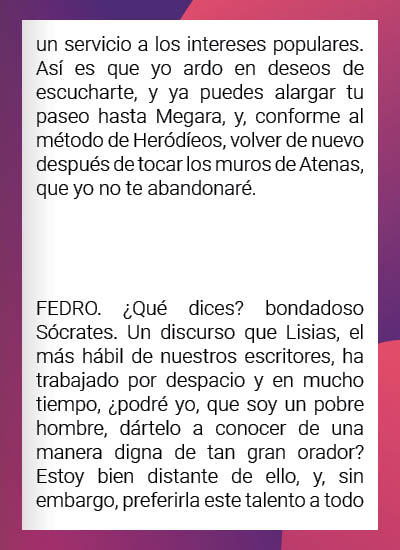 un servicio a los intereses populares.
Así es que yo ardo en deseos de
escucharte, y ya puedes alargar tu
paseo hasta Megara, y, conforme al
método de Heródíeos, volver de nuevo
después de tocar los muros de Atenas,
que yo no te abandonaré.
FEDRO. ¿Qué dices? bondadoso
Sócrates. Un discurso que Lisias, el
más hábil de nuestros escritores, ha
trabajado por despacio y en mucho
tiempo, ¿podré yo, que soy un pobre
hombre, dártelo a conocer de una
manera digna de tan gran orador?
Estoy bien distante de ello, y, sin
embargo, preferirla este talento a todo